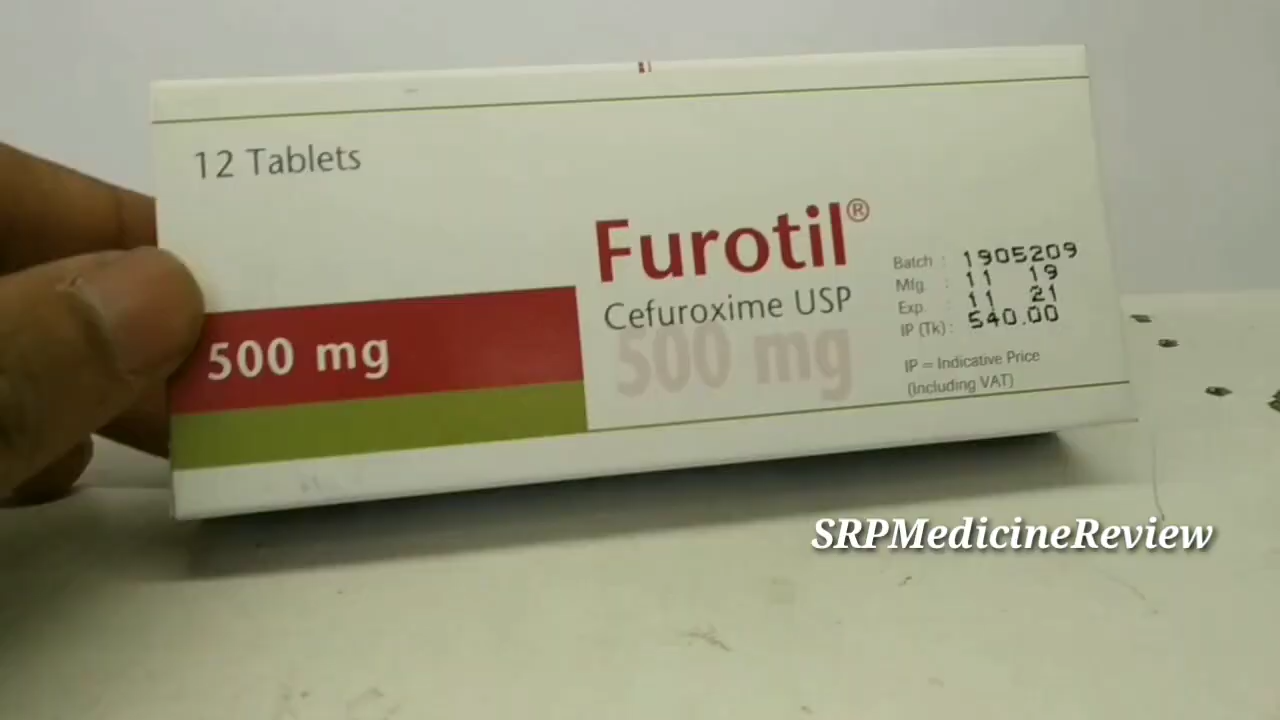 12 Tablets
500 mg
Furotil®
Cefuroxime USP
500 mg
Batch : 1905209
Mfg. : 11 19
Exp. : 11 21
IP (Tk) : 540.00
IP = Indicative Price
(Including VAT)
SRPMedicineReview